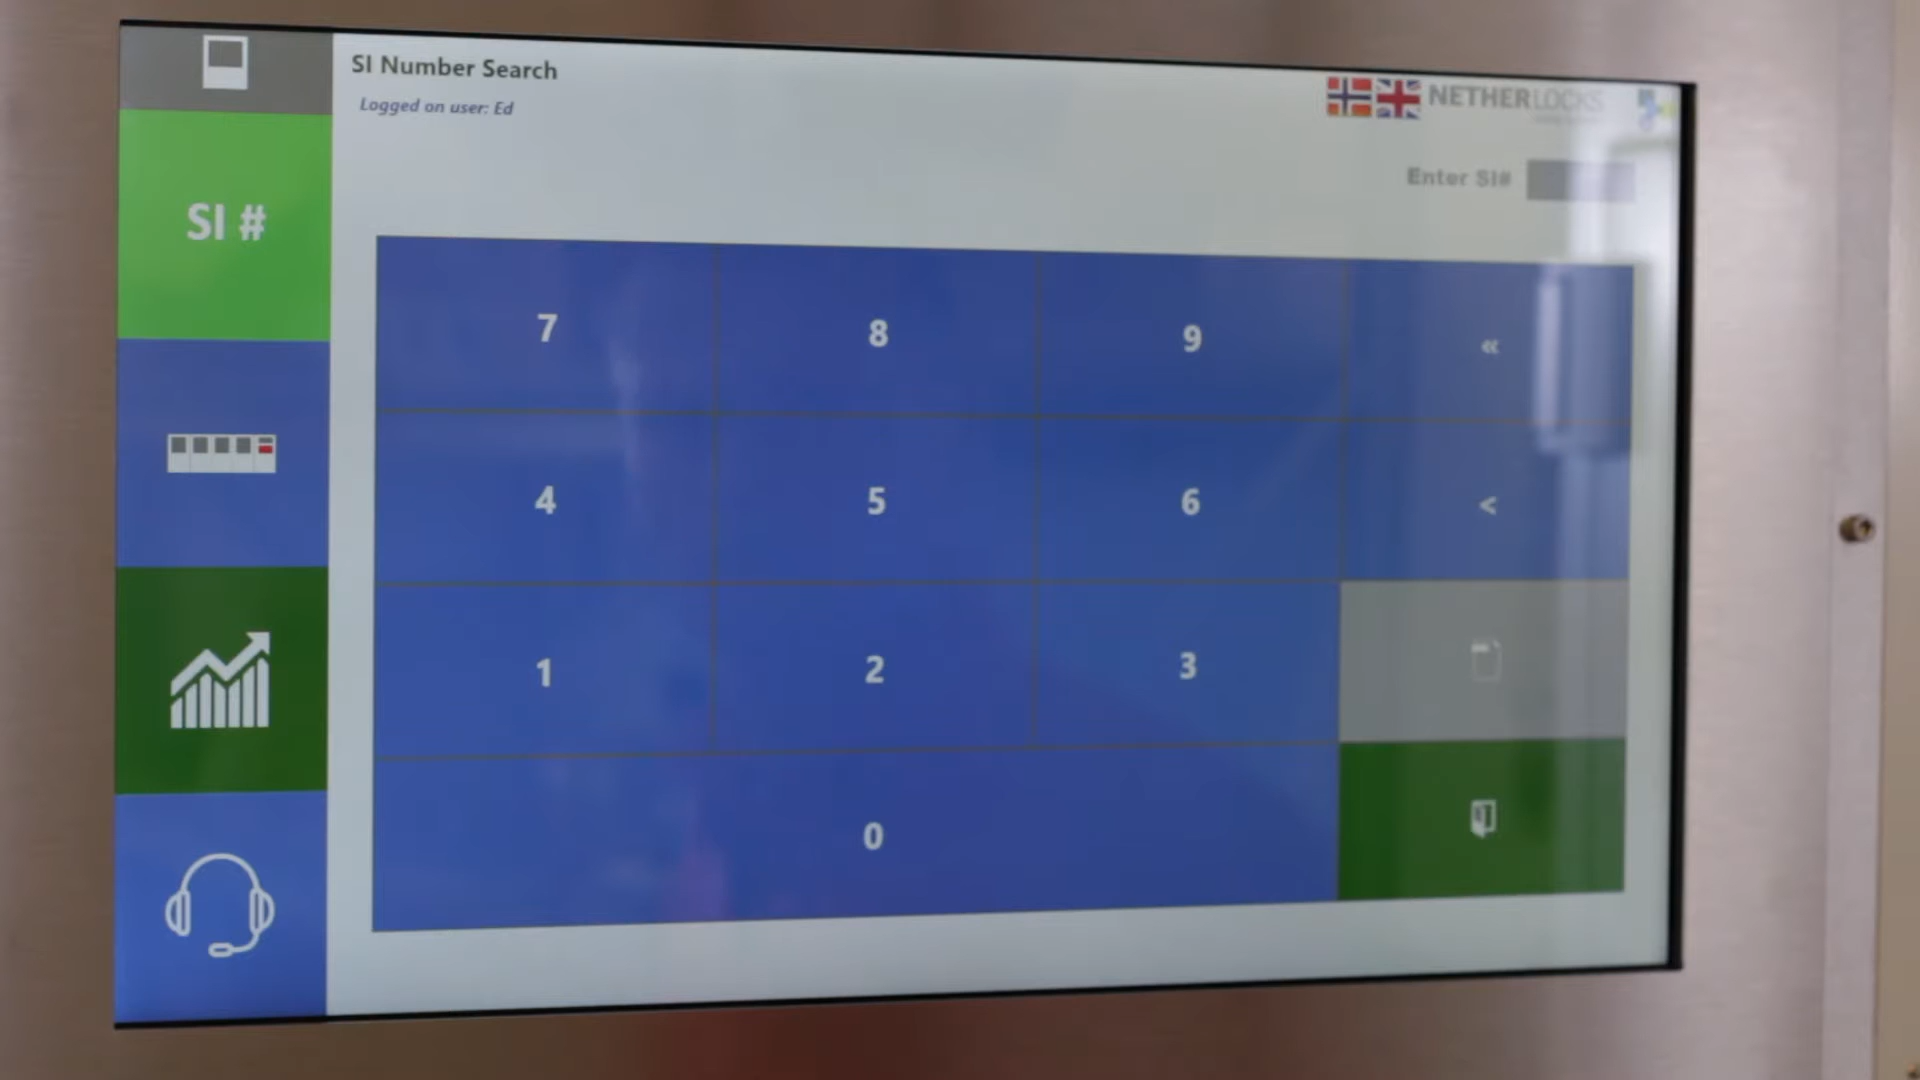 SI Number Search
Logged on user: Ed
NETHERLOCKS
Enter SI#
SI #
7 8 9 «
4 5 6 <
1 2 3
0